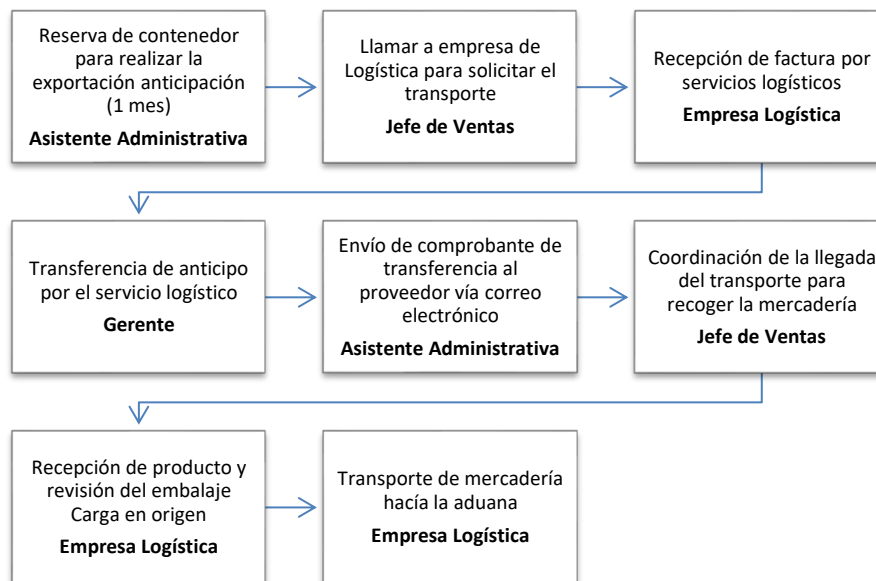 Reserva de contenedor
para realizar la
exportación anticipación
(1 mes)
Asistente Administrativa
Llamar a empresa de
Logística para solicitar el
transporte
Jefe de Ventas
Recepción de factura por
servicios logísticos
Empresa Logística
Transferencia de anticipo
por el servicio logístico
Gerente
Envío de comprobante de
transferencia al
proveedor vía correo
electrónico
Asistente Administrativa
Coordinación de la llegada
del transporte para
recoger la mercadería
Jefe de Ventas
Recepción de producto y
revisión del embalaje
Carga en origen
Empresa Logística
Transporte de mercadería
hacía la aduana
Empresa Logística